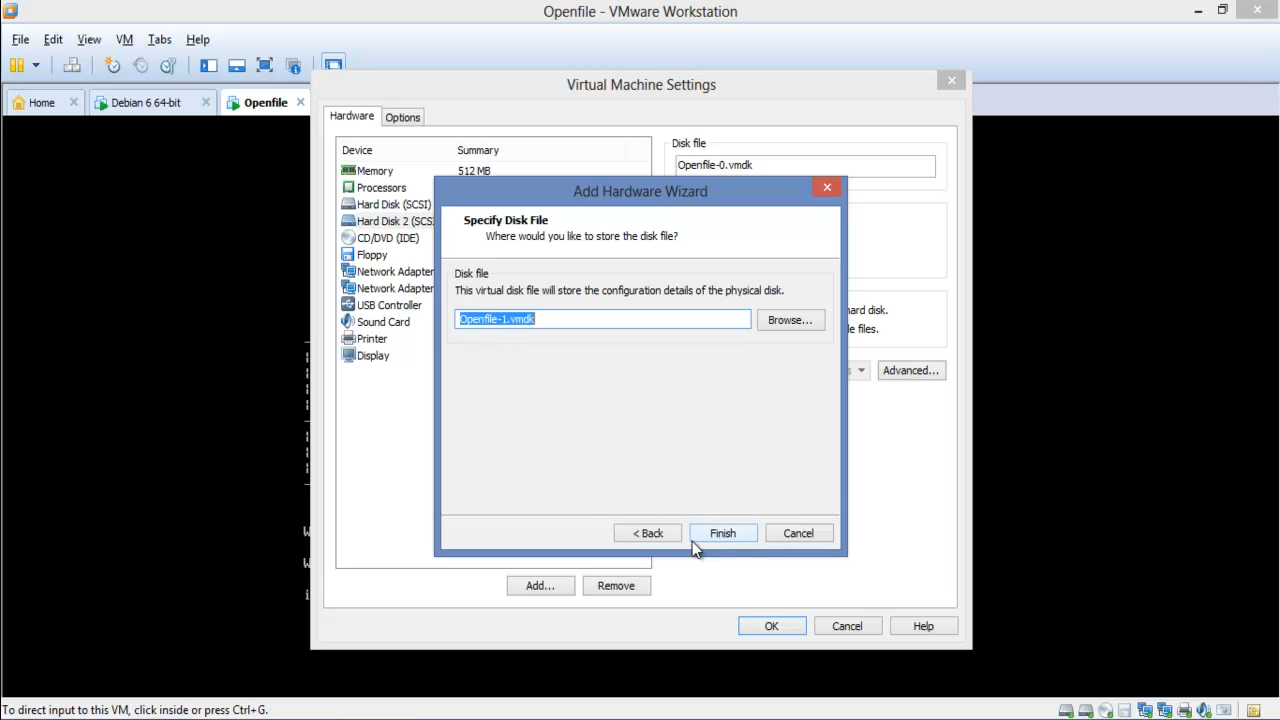 Openfile - VMware Workstation
File Edit View VM Tabs Help
Home Debian 6 64-bit Openfile
Virtual Machine Settings
Hardware Options
Device Summary
Memory 512 MB
Processors
Hard Disk (SCSI)
Hard Disk 2 (SCS
CD/DVD (IDE)
Floppy
Network Adapter
Network Adapter
USB Controller
Sound Card
Printer
Display
Disk file
Openfile-0.vmdk
hard disk.
le files.
Advanced...
Add Hardware Wizard
Specify Disk File
Where would you like to store the disk file?
Disk file
This virtual disk file will store the configuration details of the physical disk.
Openfile-1.vmdk Browse...
< Back Finish Cancel
Add... Remove
OK Cancel Help
To direct input to this VM, click inside or press Ctrl+G.